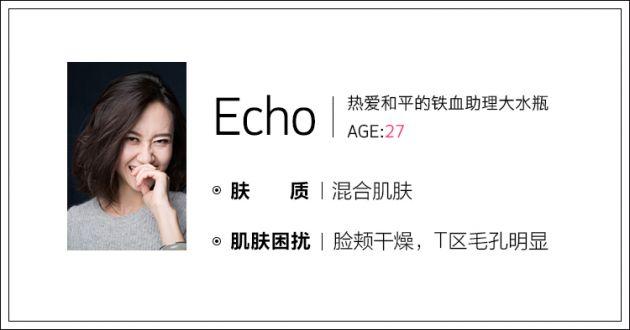 Echo
热爱和平的铁血助理大水瓶
AGE:27
肤 质 | 混合肌肤
肌肤困扰 | 脸颊干燥，T区毛孔明显